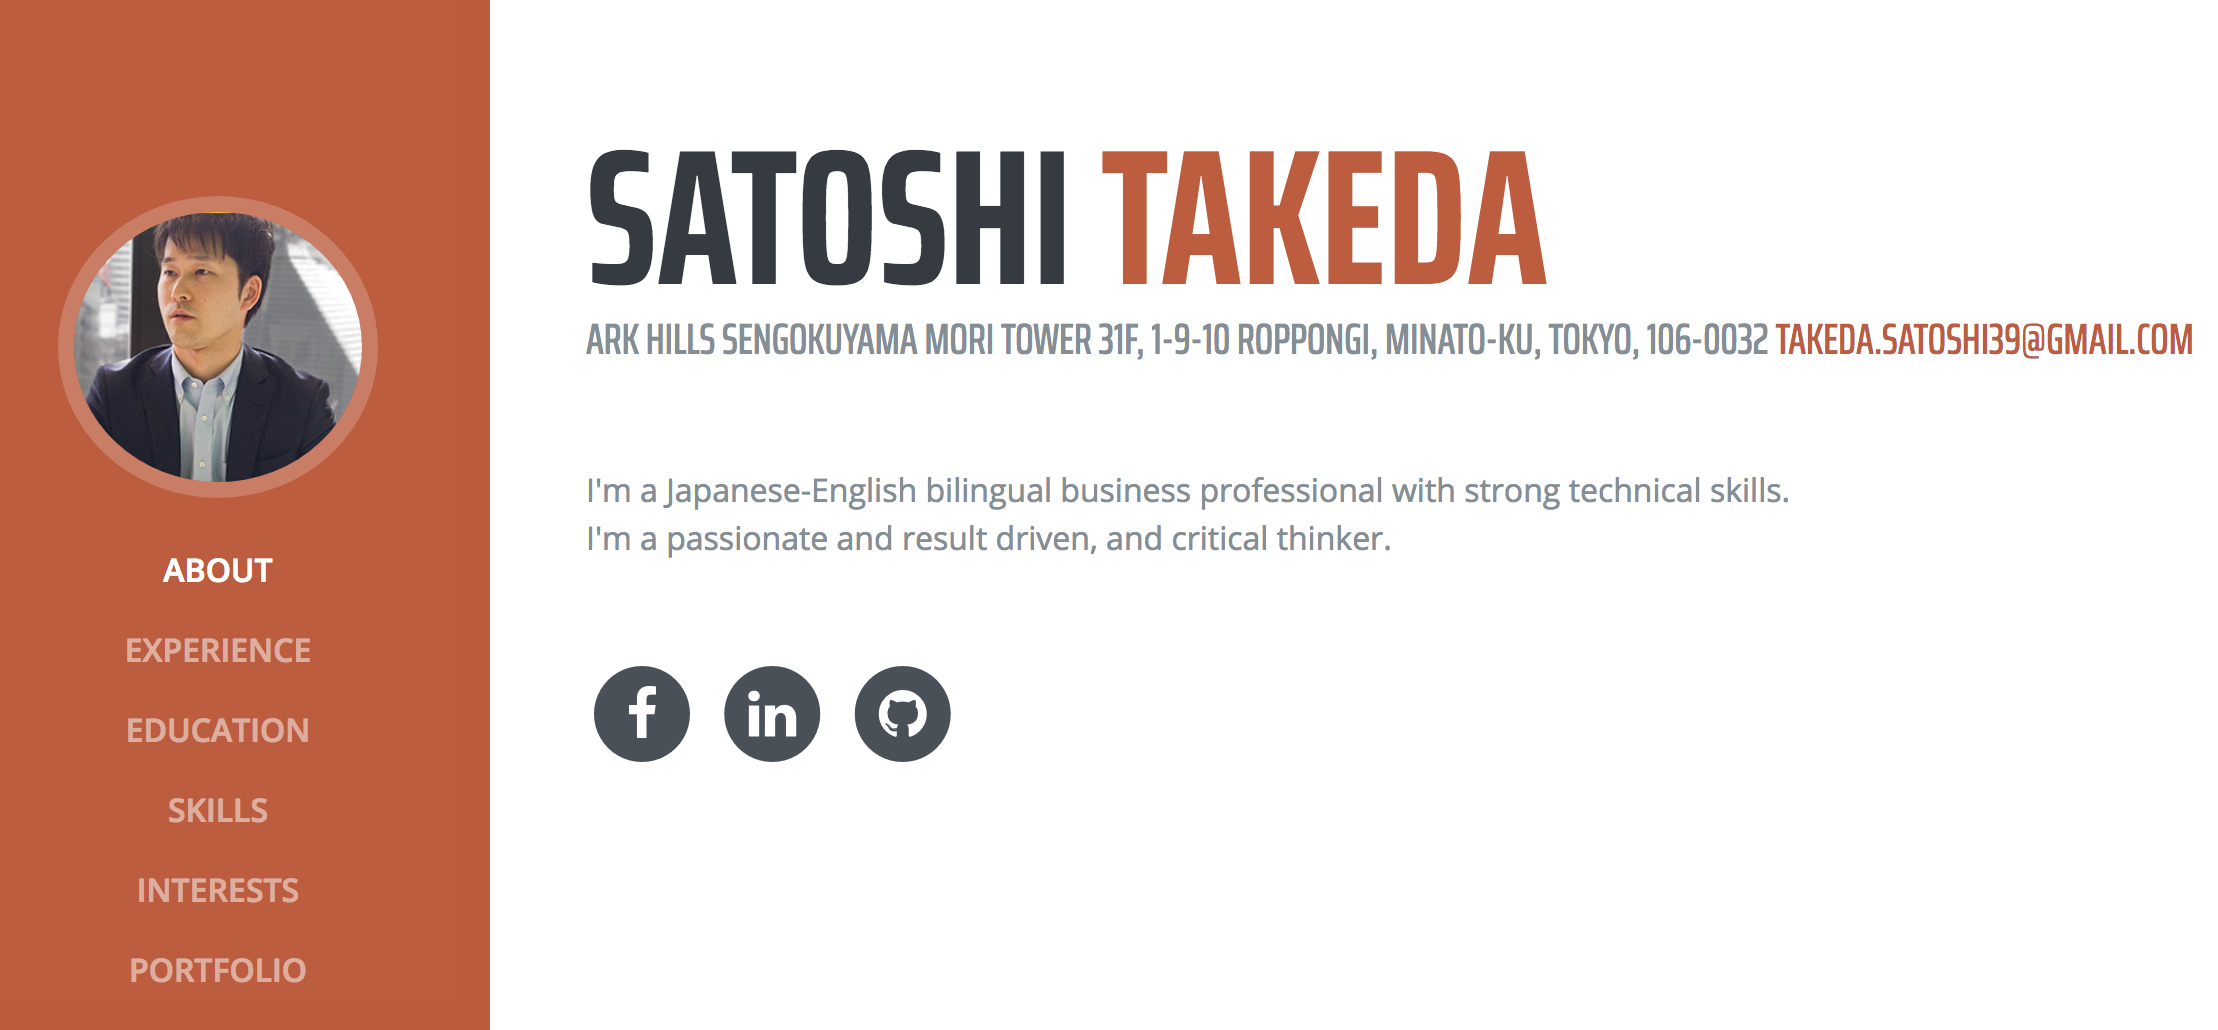 SATOSHI TAKEDA
ARK HILLS SENGOKUYAMA MORI TOWER 31F, 1-9-10 ROPPONGI, MINATO-KU, TOKYO, 106-0032 TAKEDA.SATOSHI39@GMAIL.COM
I'm a Japanese-English bilingual business professional with strong technical skills.
I'm a passionate and result driven, and critical thinker.
f
in
ABOUT
EXPERIENCE
EDUCATION
SKILLS
INTERESTS
PORTFOLIO